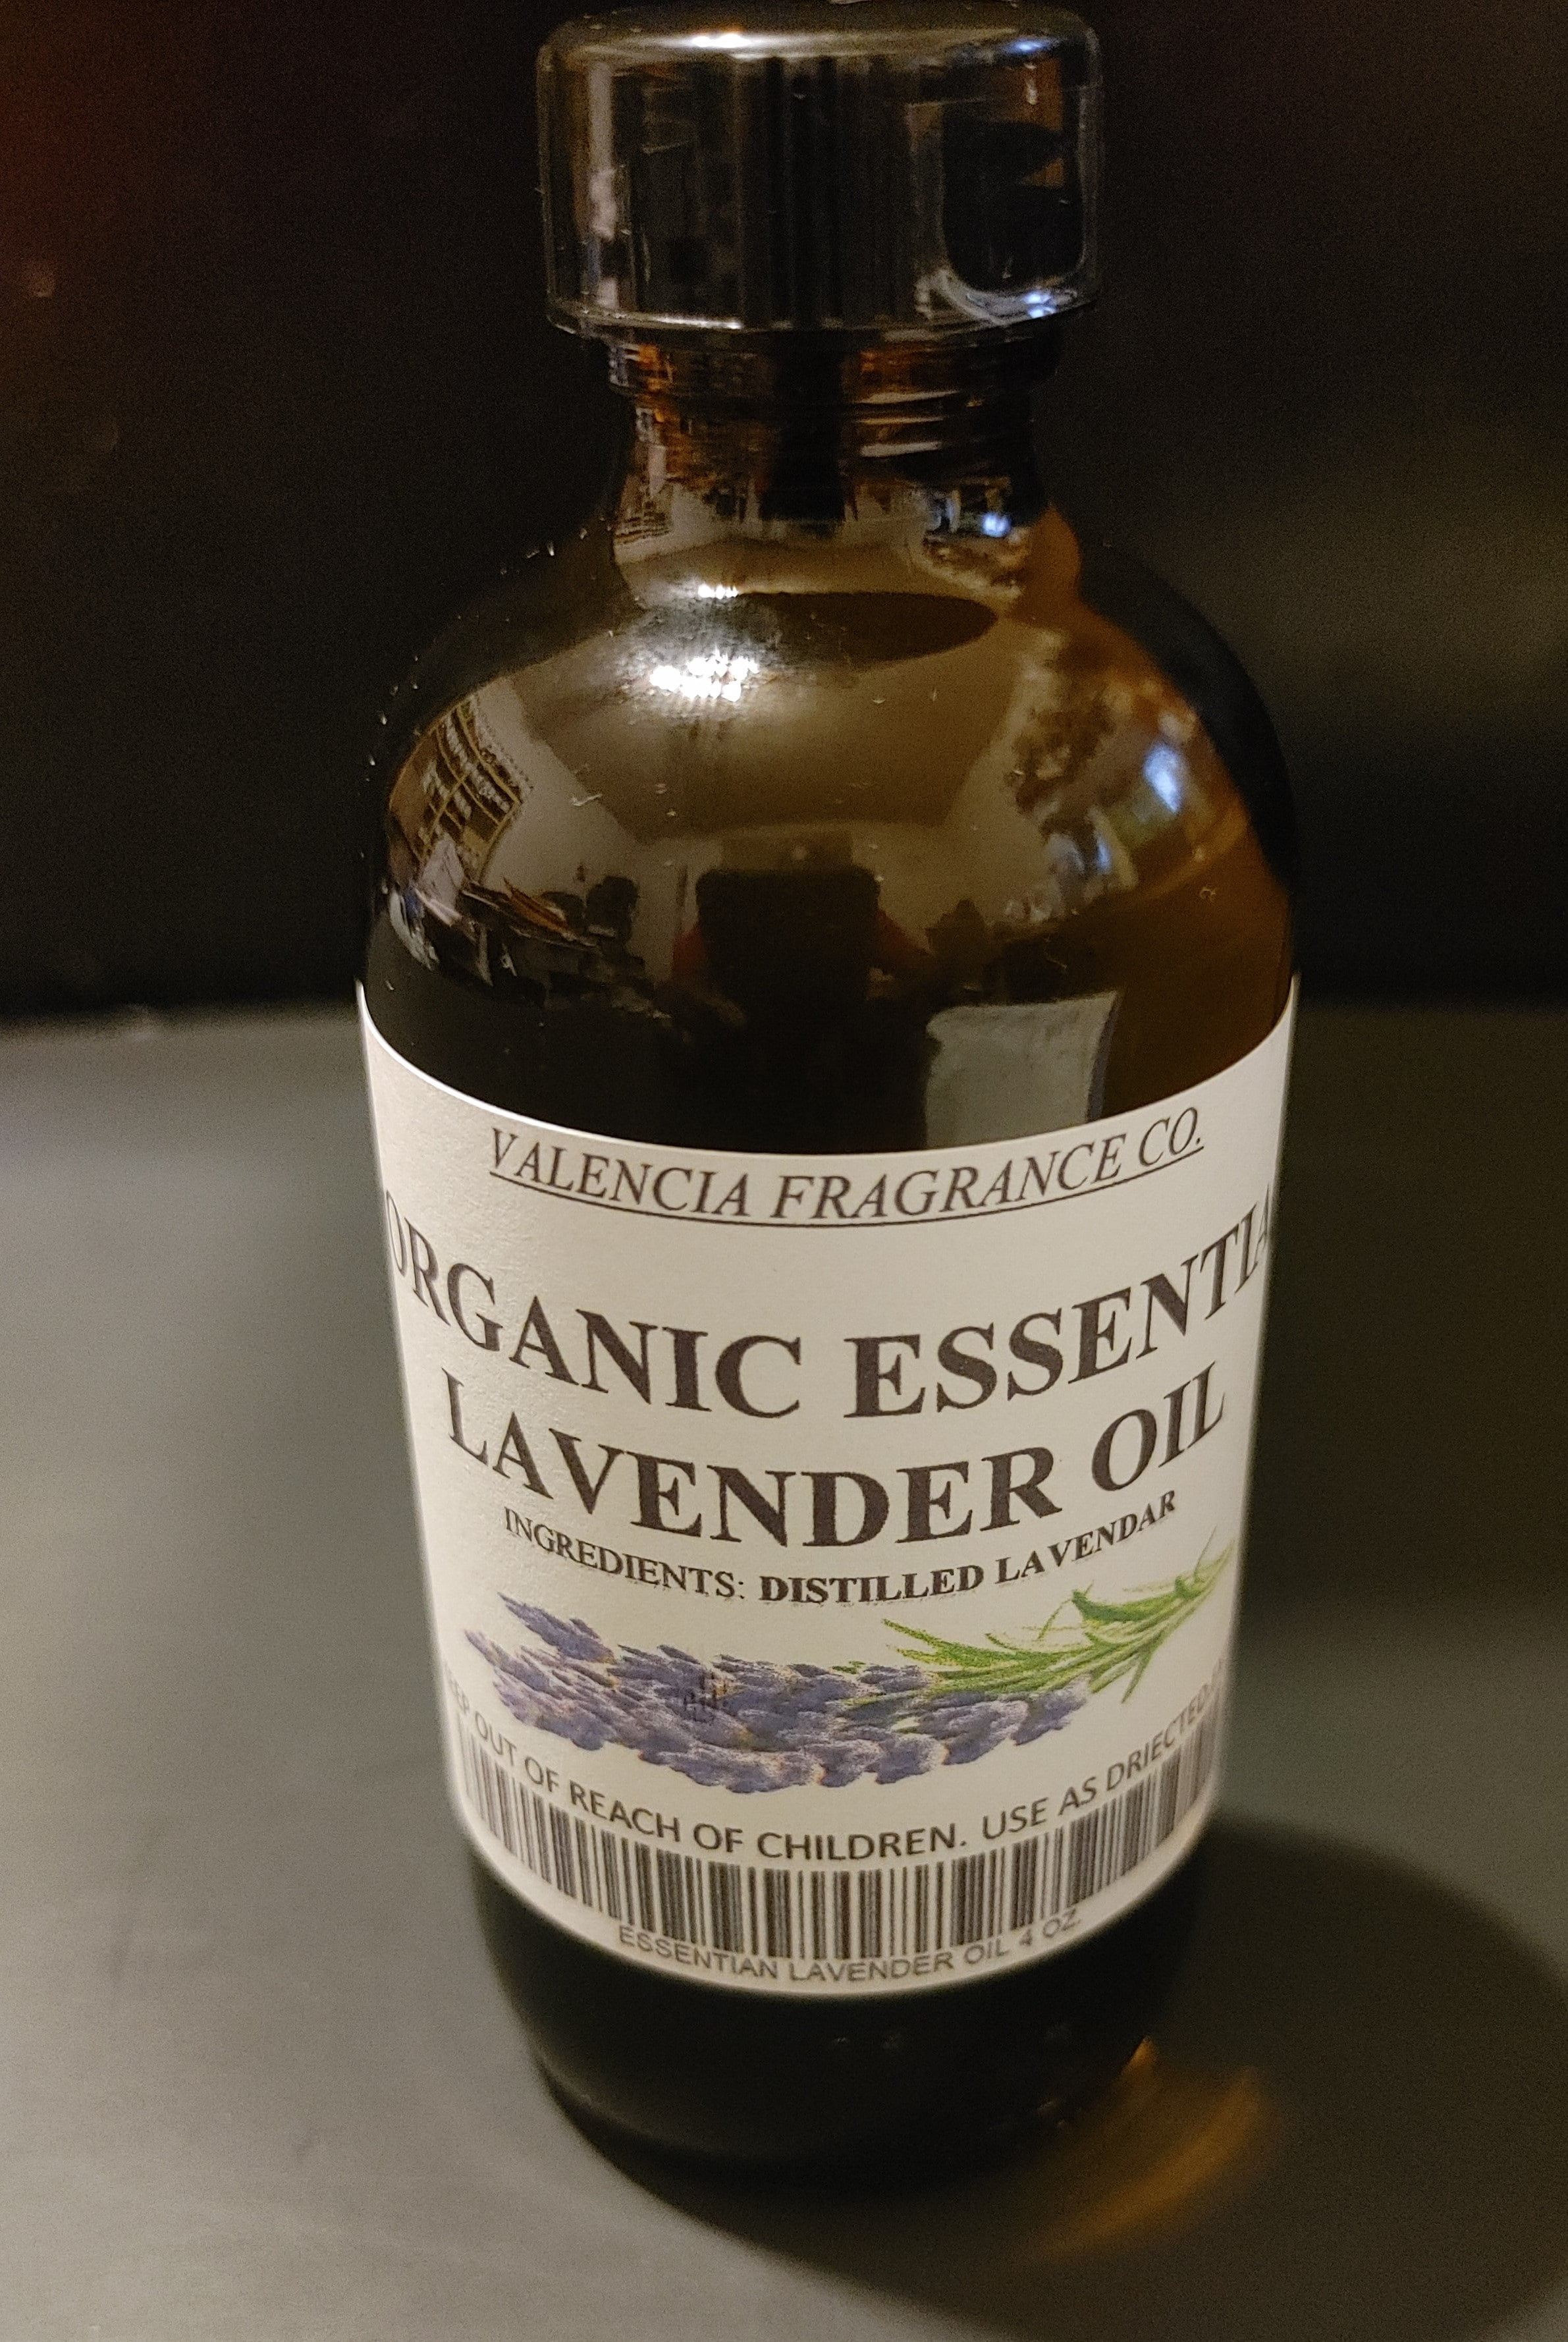 VALENCIA FRAGRANCE CO.
ORGANIC ESSENTIA
LAVENDER OIL
INGREDIENTS: DISTILLED LAVENDAR
OUT OF REACH OF CHILDREN. USE AS DRIECTED
ESSENTIAN LAVENDER OIL 4 OZ.